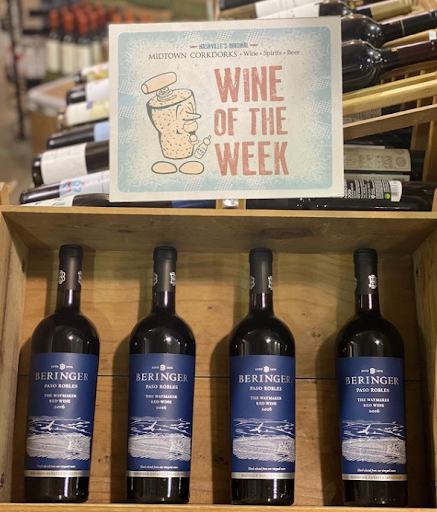 NASHVILLE'S ORIGINAL
MIDTOWN CORKDORKS • Wine • Spirits • Beer
WINE
OF THE
WEEK
BERINGER
PASO ROBLES
THE WAYMAKER
RED WINE
2016
BERINGER
PASO ROBLES
THE WAYMAKER
RED WINE
2016
BERINGER
PASO ROBLES
THE WAYMAKER
RED WINE
2016
BERINGER
PASO ROBLES
THE WAYMAKER
RED WINE
2016